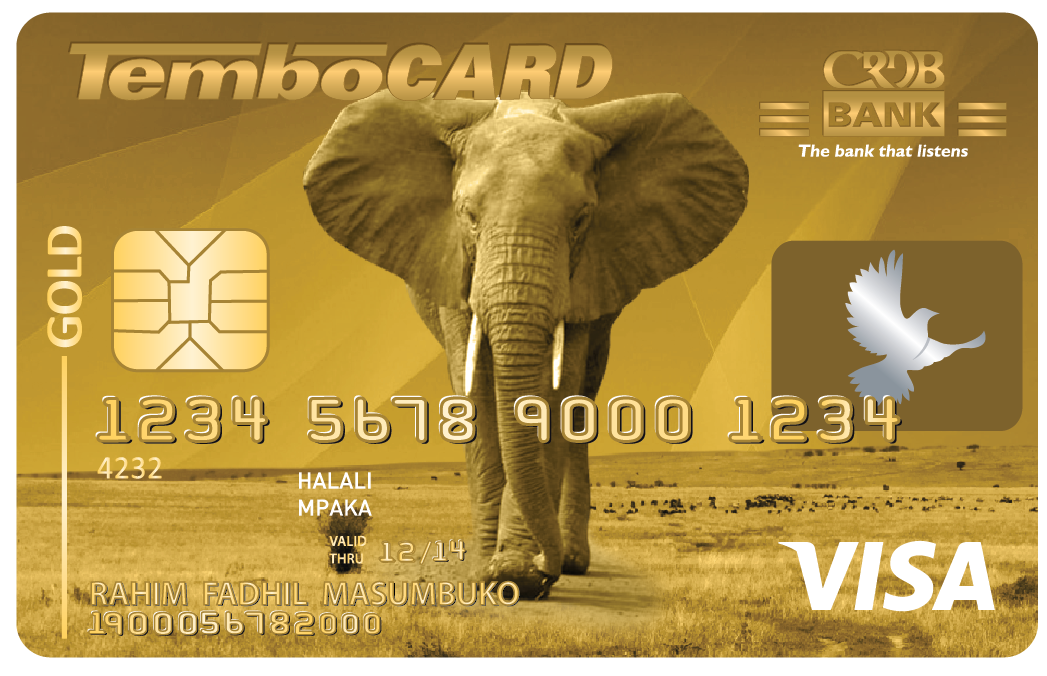 TemboCARD
CRDB
BANK
The bank that listens
GOLD
1234 5678 9000 1234
4232
HALALI
MPAKA
VALID
THRU 12/14
VISA
RAHIM FADHIL MASUMBUKO
1900056782000